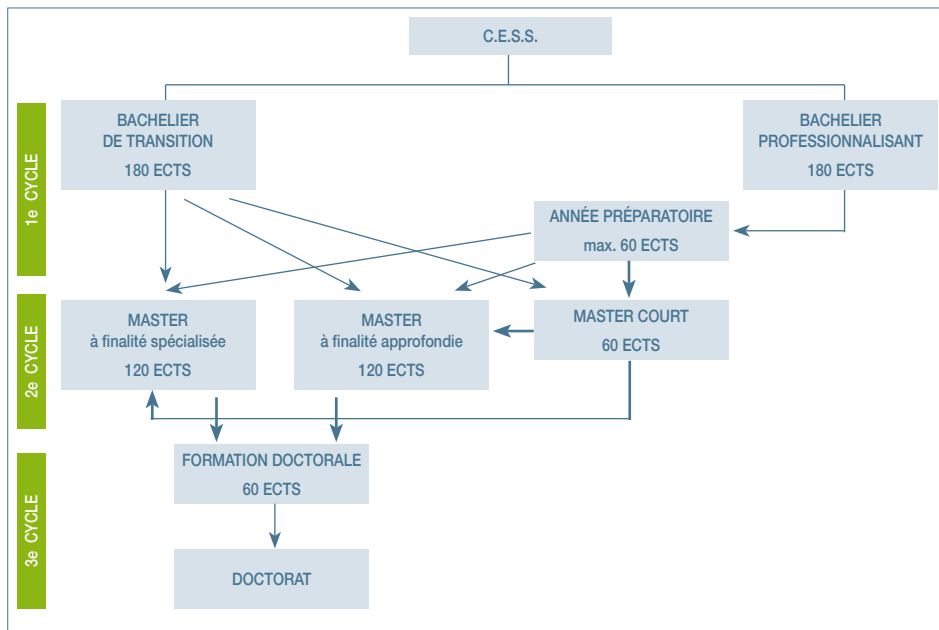 C.E.S.S.
1e CYCLE
BACHELIER
DE TRANSITION
180 ECTS
BACHELIER
PROFESSIONNALISANT
180 ECTS
ANNÉE PRÉPARATOIRE
max. 60 ECTS
2e CYCLE
MASTER
à finalité spécialisée
120 ECTS
MASTER
à finalité approfondie
120 ECTS
MASTER COURT
60 ECTS
3e CYCLE
FORMATION DOCTORALE
60 ECTS
DOCTORAT